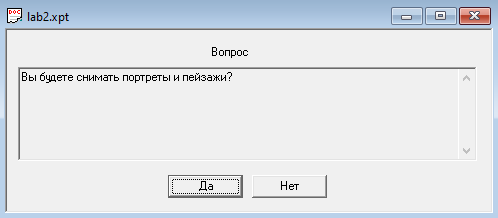 lab2.xpt
Вопрос
Вы будете снимать портреты и пейзажи?
Да
Нет